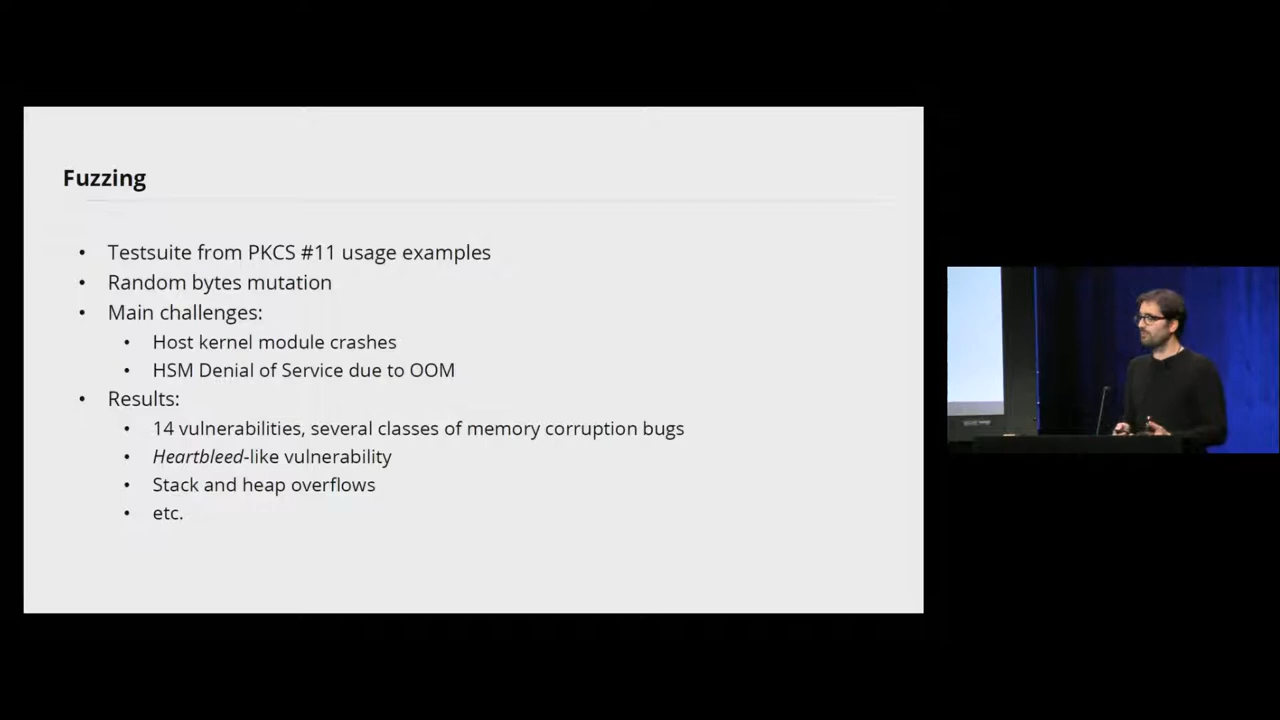 Fuzzing
• Testsuite from PKCS #11 usage examples
• Random bytes mutation
• Main challenges:
• Host kernel module crashes
• HSM Denial of Service due to OOM
• Results:
• 14 vulnerabilities, several classes of memory corruption bugs
• Heartbleed-like vulnerability
• Stack and heap overflows
• etc.